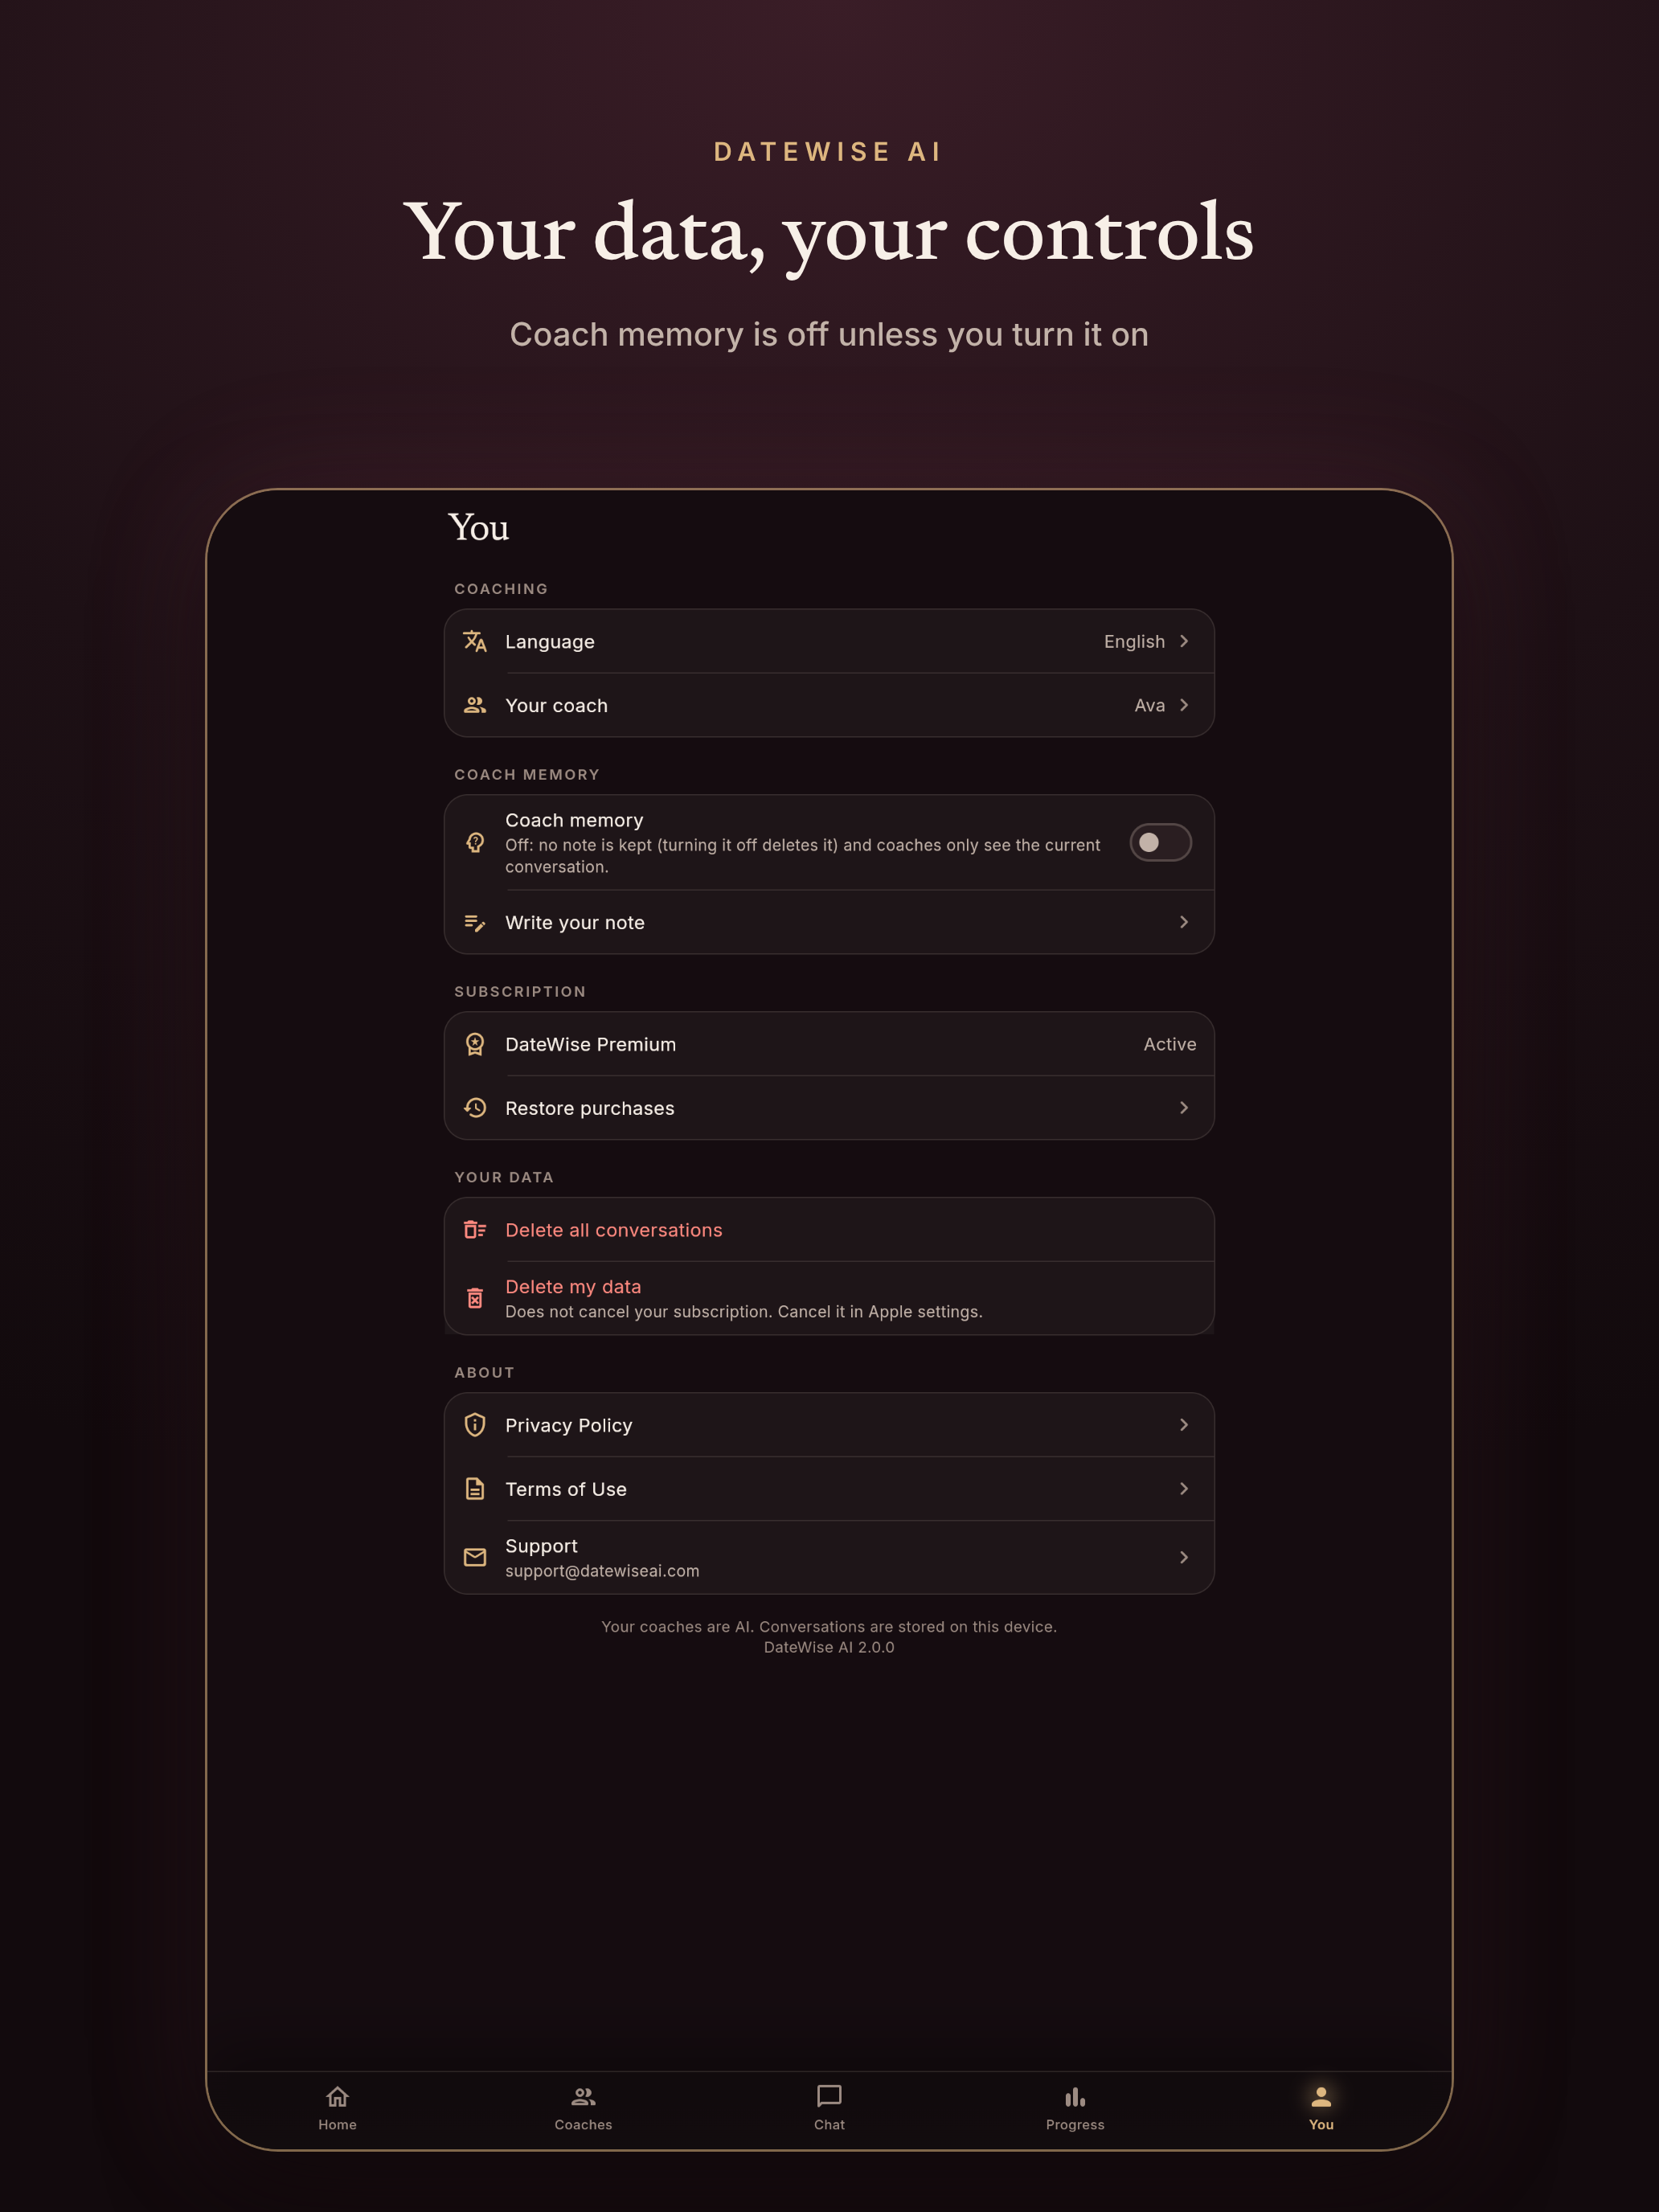 DATEWISE AI
Your data, your controls
Coach memory is off unless you turn it on
You
COACHING
Language English
Your coach Ava
COACH MEMORY
Coach memory
Off: no note is kept (turning it off deletes it) and coaches only see the current
conversation.
Write your note
SUBSCRIPTION
DateWise Premium Active
Restore purchases
YOUR DATA
Delete all conversations
Delete my data
Does not cancel your subscription. Cancel it in Apple settings.
ABOUT
Privacy Policy
Terms of Use
Support
support@datewiseai.com
Your coaches are AI. Conversations are stored on this device.
DateWise AI 2.0.0
Home Coaches Chat Progress You